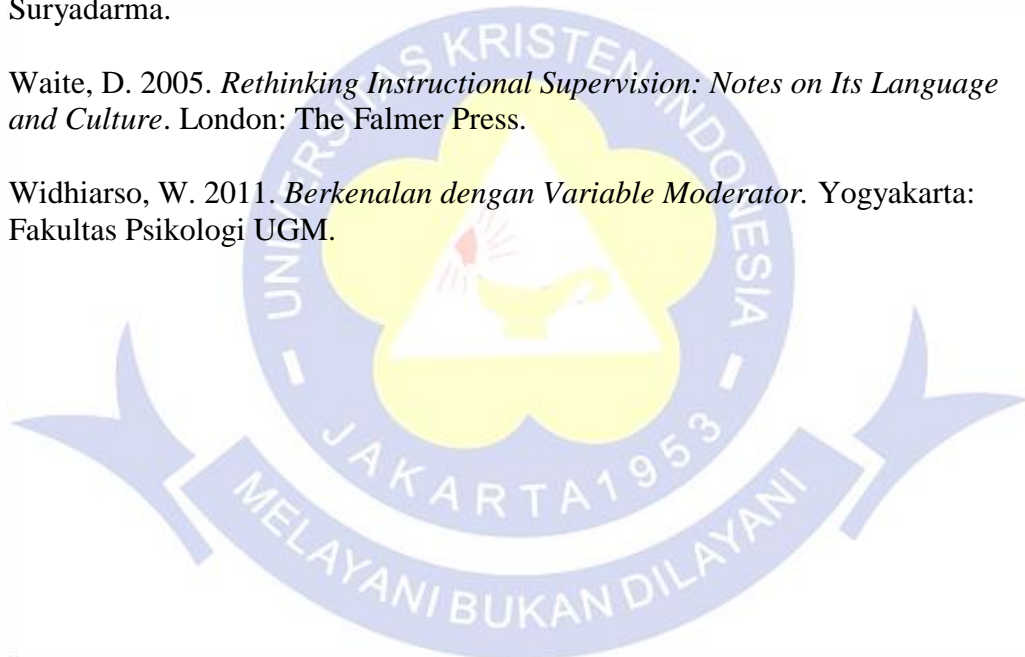 Suryadarma.
Waite, D. 2005. Rethinking Instructional Supervision: Notes on Its Language
and Culture. London: The Falmer Press.
Widhiarso, W. 2011. Berkenalan dengan Variable Moderator. Yogyakarta:
Fakultas Psikologi UGM.
UNIVERSITAS KRISTEN INDONESIA
JAKARTA 1953
MELAYANI BUKAN DILAYANI